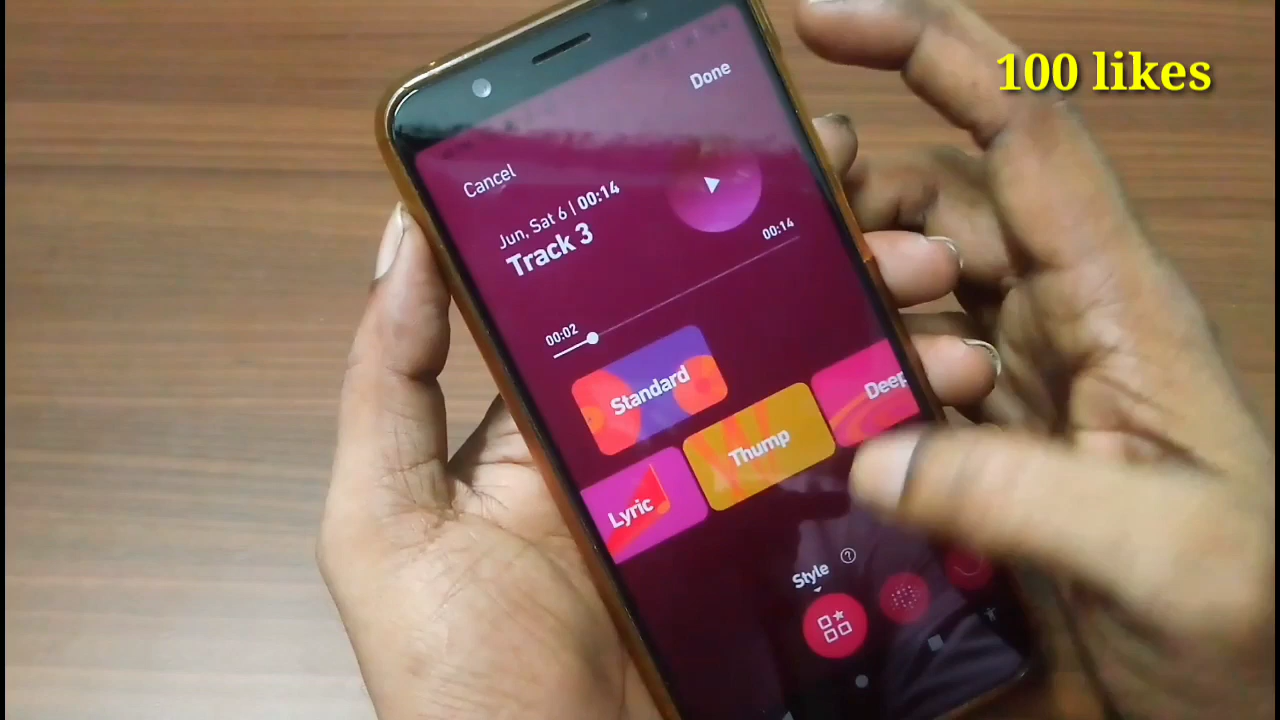 100 likes
Done
Cancel
Jun, Sat 6 | 00:14
Track 3
00:14
00:02
Standard
Thump
Deep
Lyric
Style ?